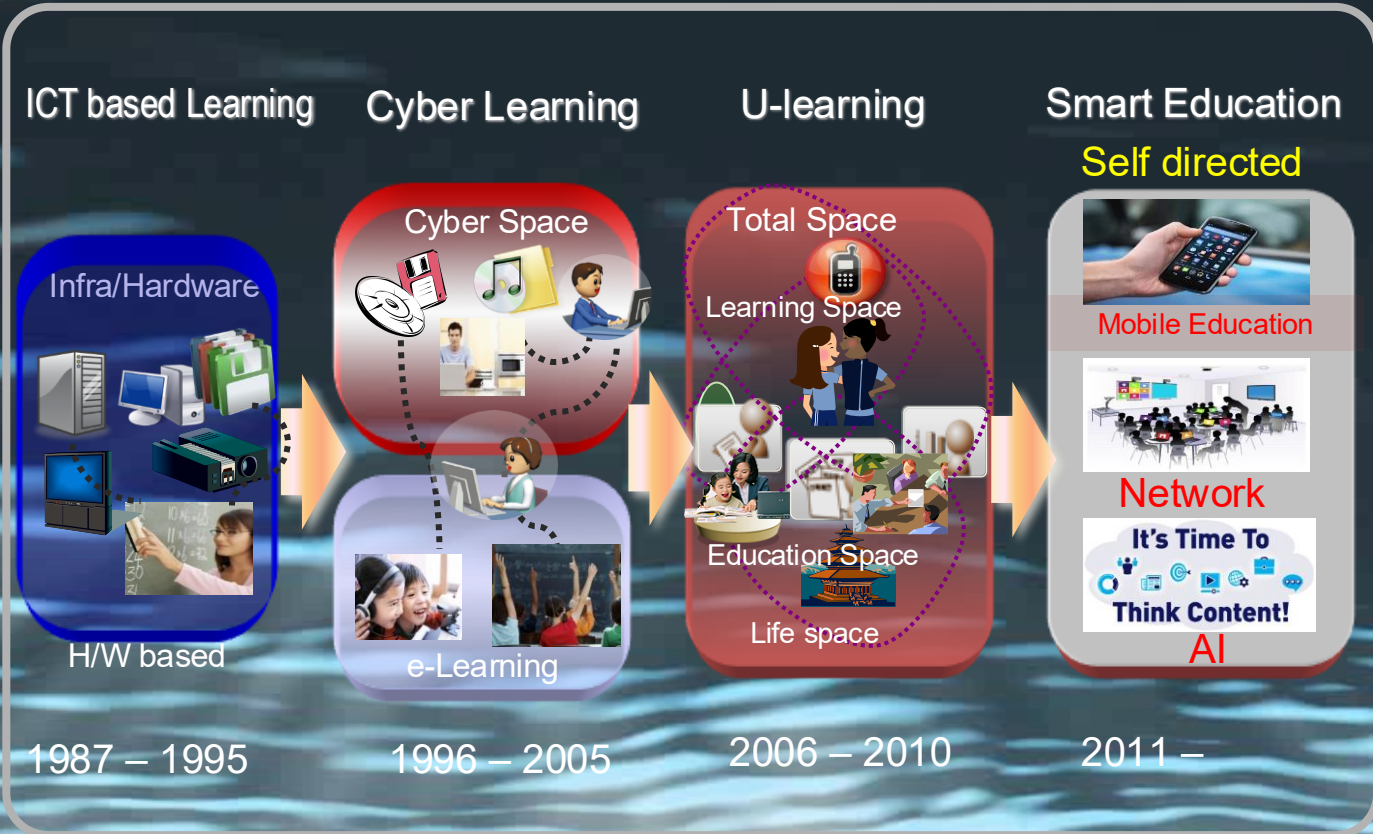 ICT based Learning
Cyber Learning
U-learning
Smart Education
Self directed
Infra/Hardware
H/W based
Cyber Space
e-Learning
Total Space
Learning Space
Education Space
Life space
Mobile Education
Network
It's Time To
Think Content!
AI
1987 – 1995
1996 – 2005
2006 – 2010
2011 –